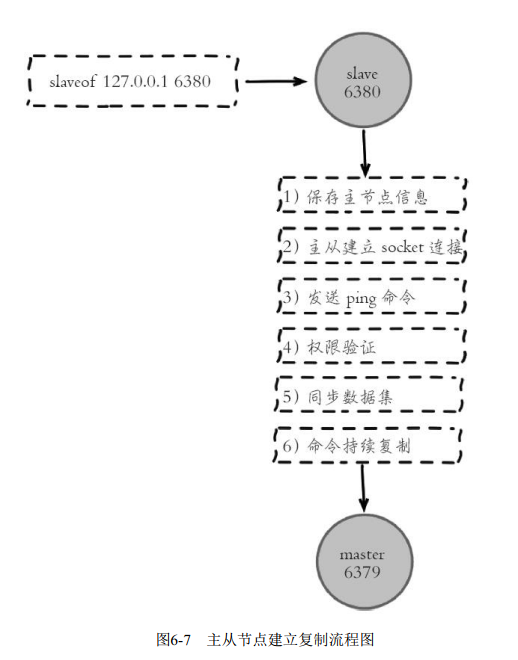 slaveof 127.0.0.1 6380
slave
6380
1) 保存主节点信息
2) 主从建立 socket 连接
3) 发送 ping 命令
4) 权限验证
5) 同步数据集
6) 命令持续复制
master
6379
图6-7 主从节点建立复制流程图